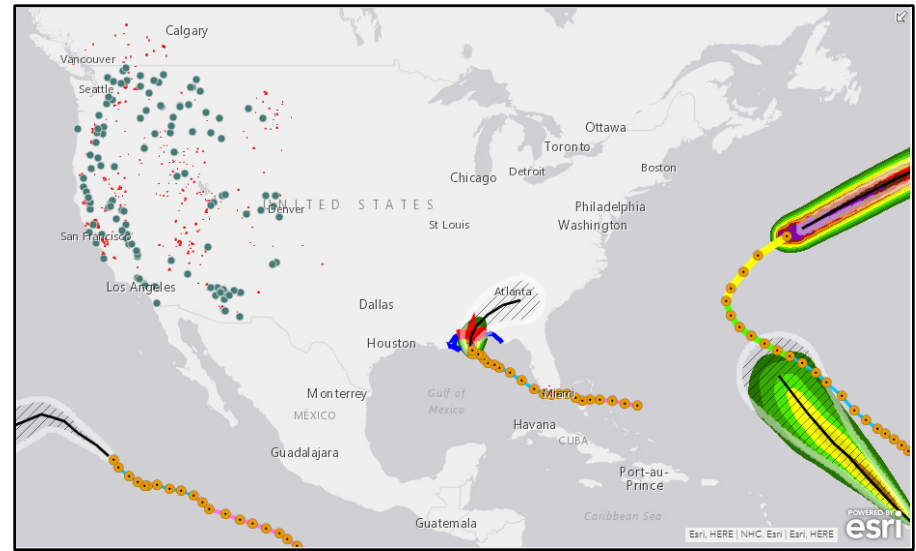 Calgary
Vancouver
Seattle
Ottawa
Toronto
Boston
Detroit
Chicago
UNITED STATES
Denver
Philadelphia
St Louis
Washington
San Francisco
Los Angeles
Atlanta
Dallas
Houston
Monterrey
Gulf of
Mexico
Miami
MÉXICO
Havana
CUBA
Guadalajara
Port-au-
Prince
Caribbean Sea
Guatemala
POWERED BY
esri
Esri, HERE | NHC, Esri | Esri, HERE